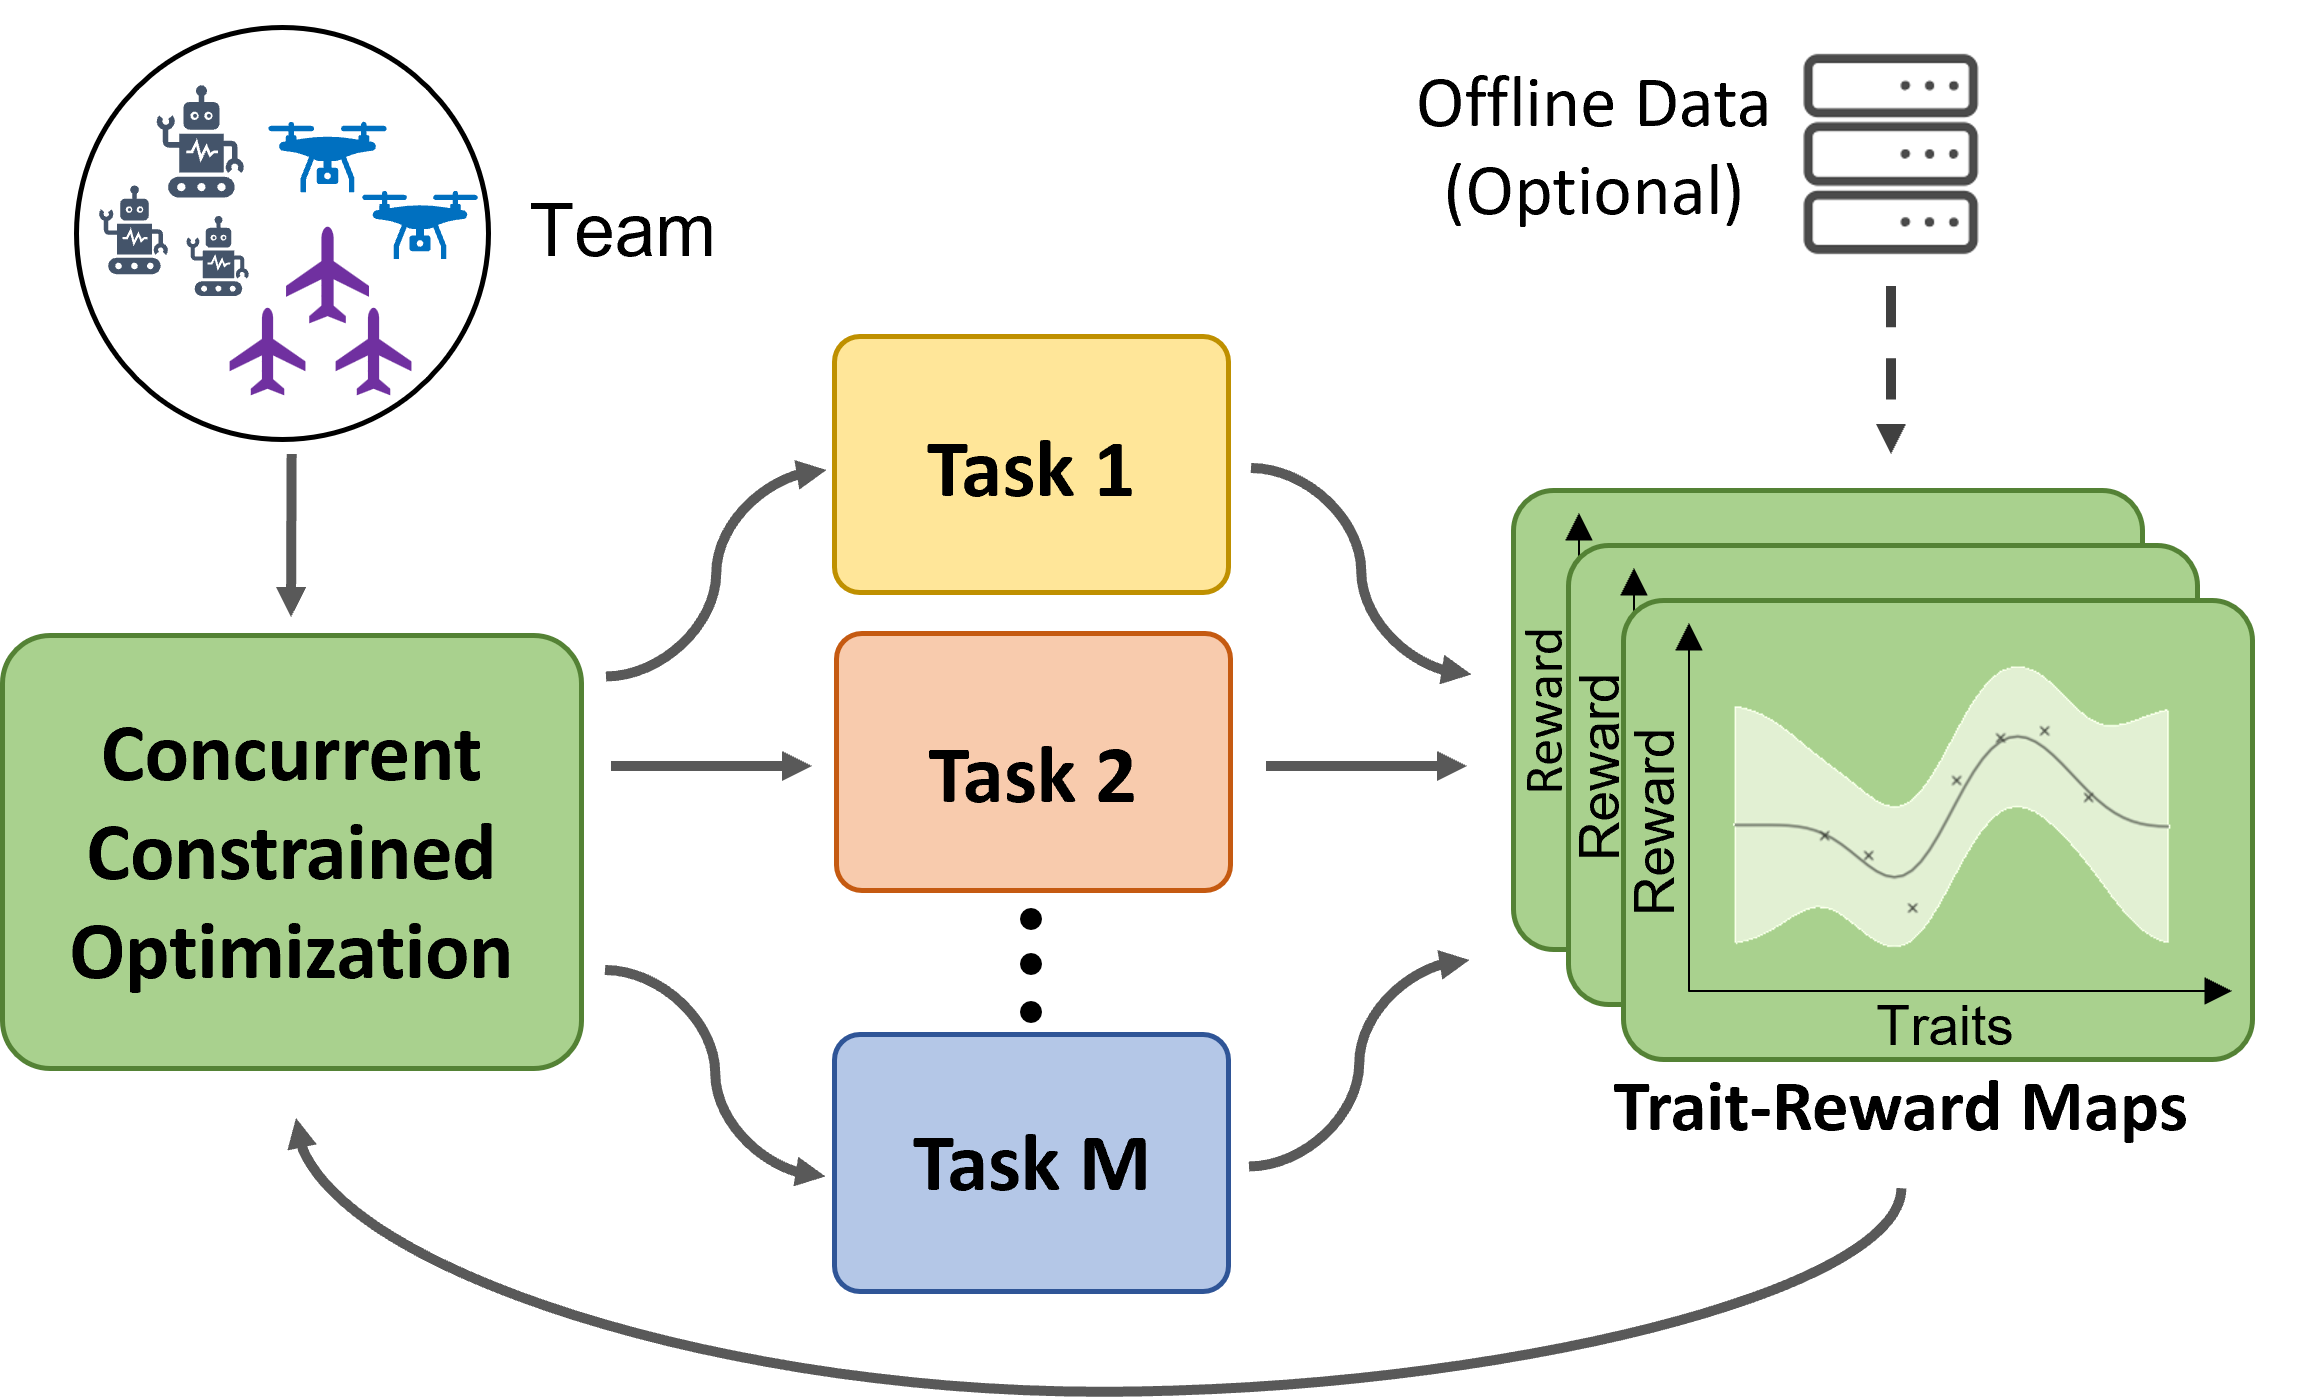 Team
Offline Data
(Optional)
Concurrent
Constrained
Optimization
Task 1
Task 2
Task M
Reward
Reward
Reward
Traits
Trait-Reward Maps